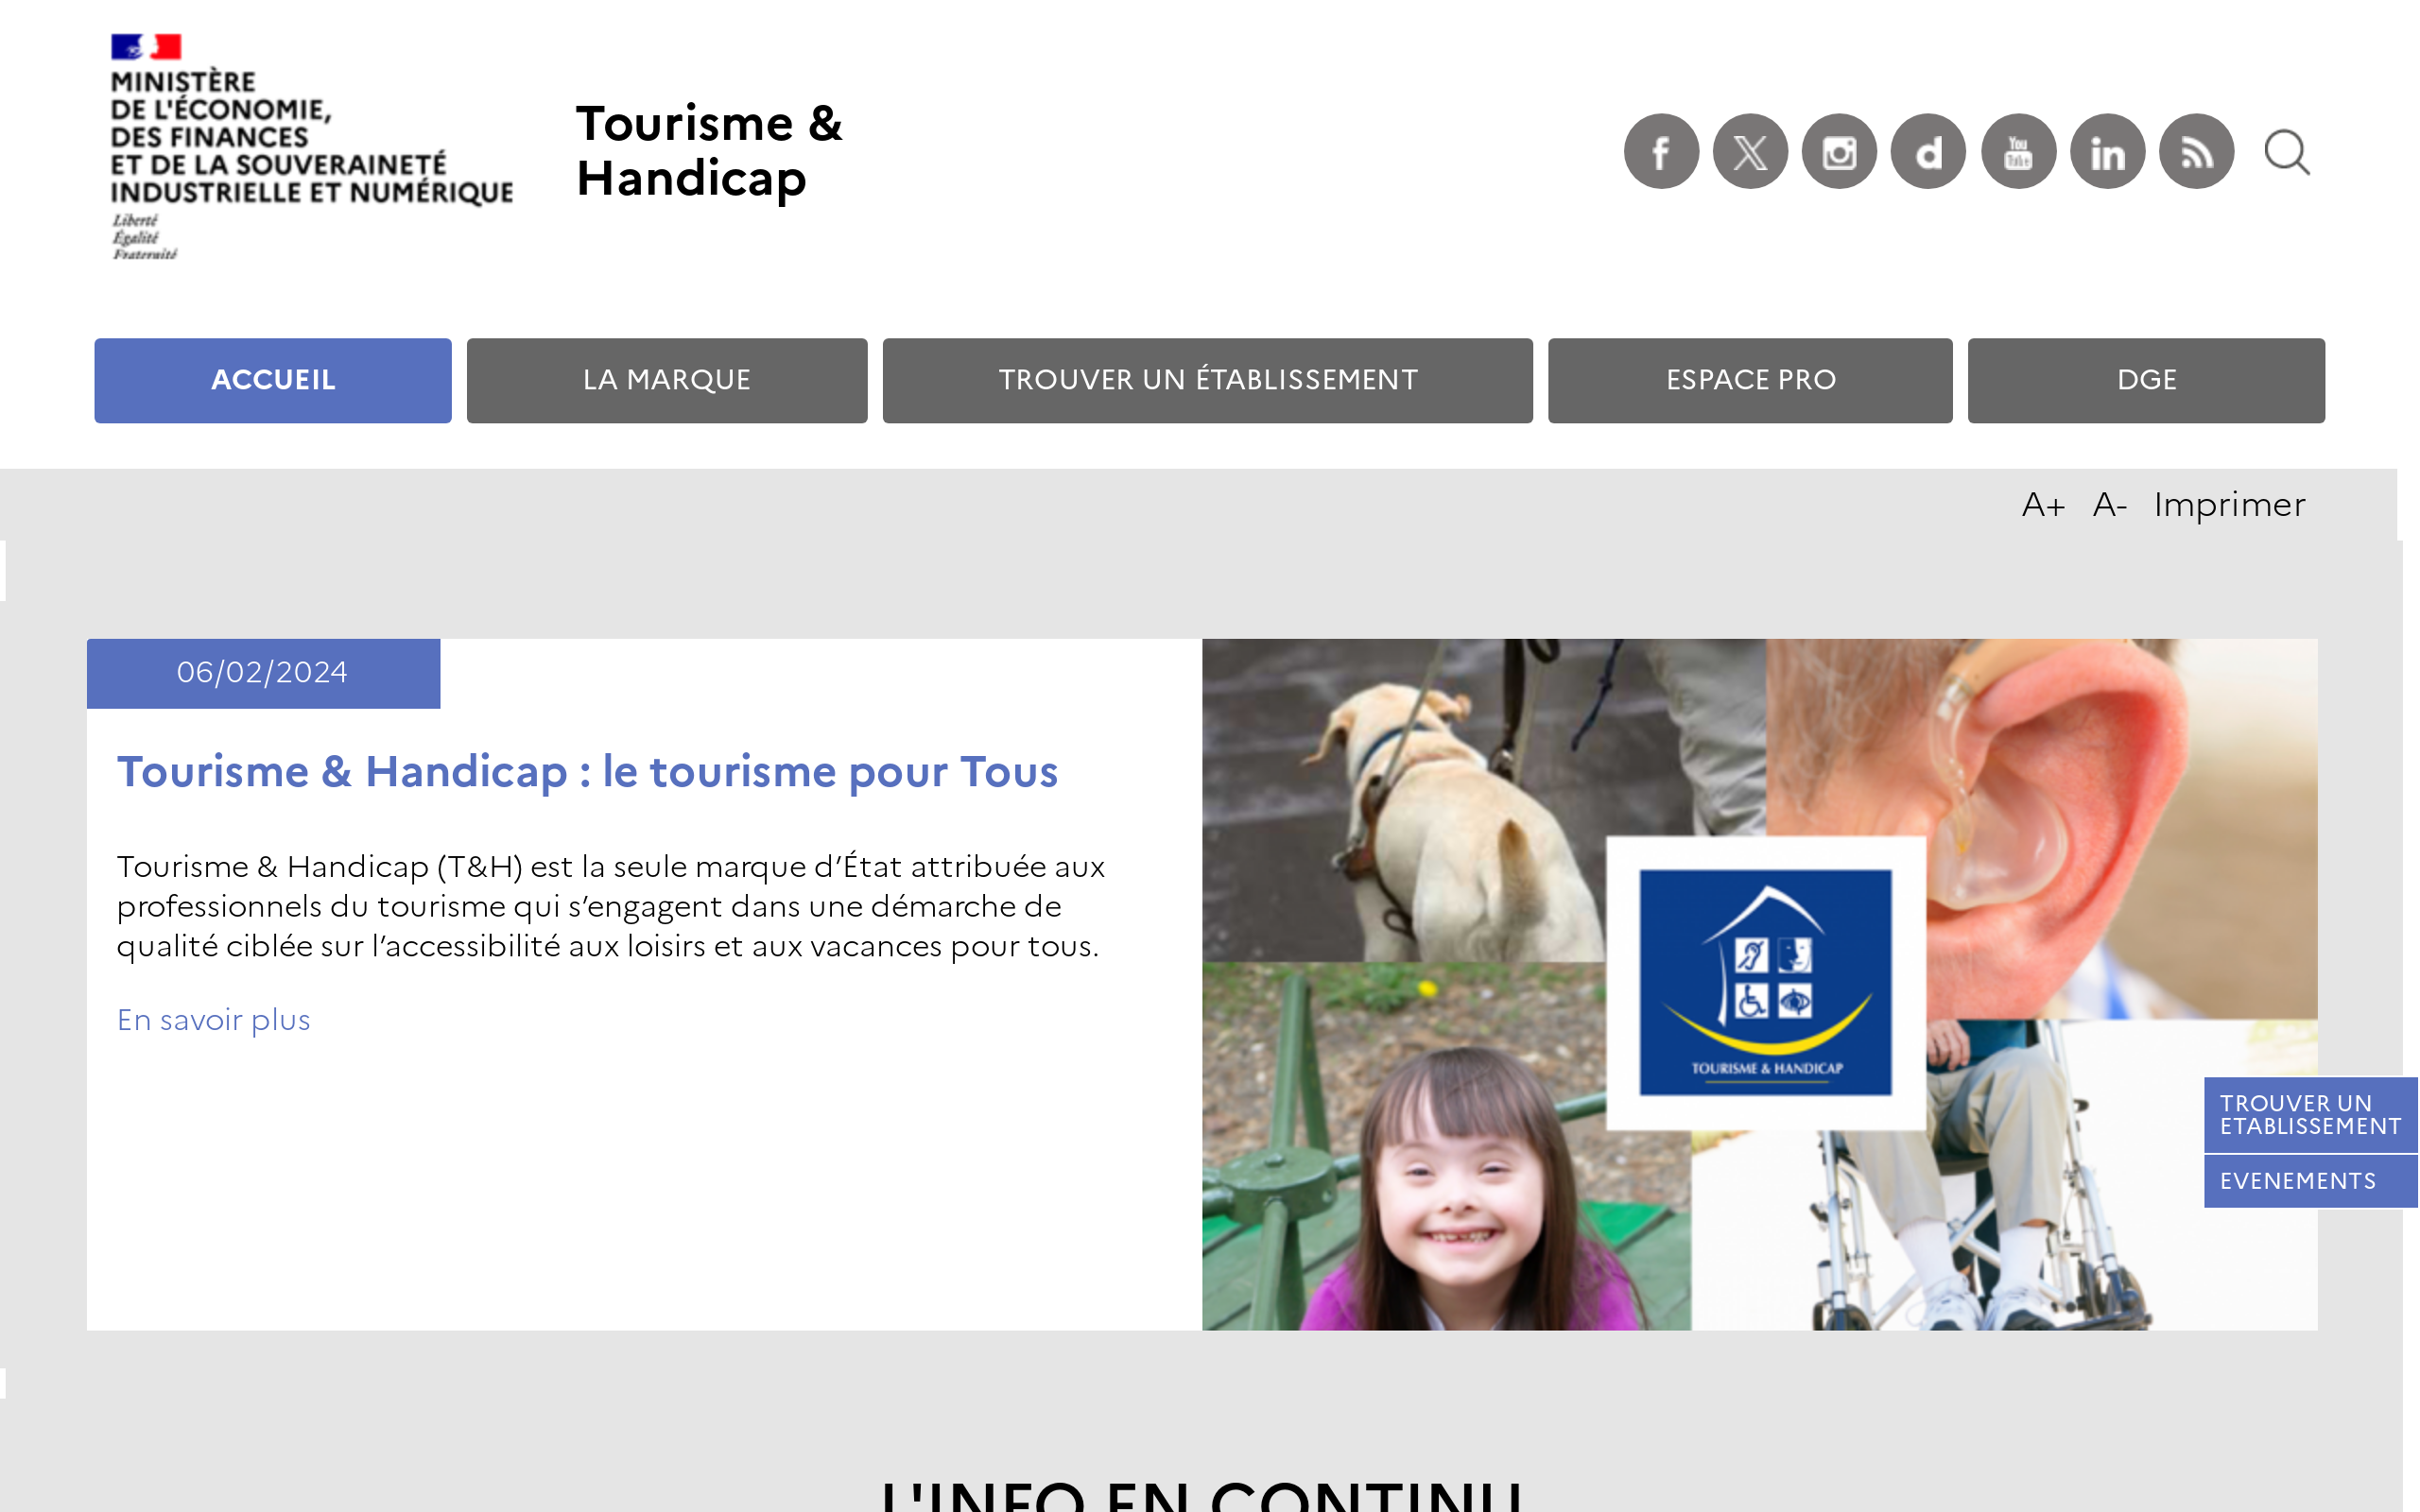 MINISTÈRE
DE L'ÉCONOMIE,
DES FINANCES
ET DE LA SOUVERAINETÉ
INDUSTRIELLE ET NUMÉRIQUE
Liberté
Égalité
Fraternité
Tourisme &
Handicap
You
Tube
ACCUEIL
LA MARQUE
TROUVER UN ÉTABLISSEMENT
ESPACE PRO
DGE
A+ A- Imprimer
06/02/2024
Tourisme & Handicap : le tourisme pour Tous
Tourisme & Handicap (T&H) est la seule marque d’État attribuée aux
professionnels du tourisme qui s’engagent dans une démarche de
qualité ciblée sur l’accessibilité aux loisirs et aux vacances pour tous.
En savoir plus
TOURISME & HANDICAP
TROUVER UN
ETABLISSEMENT
EVENEMENTS
L'INFO EN CONTINU